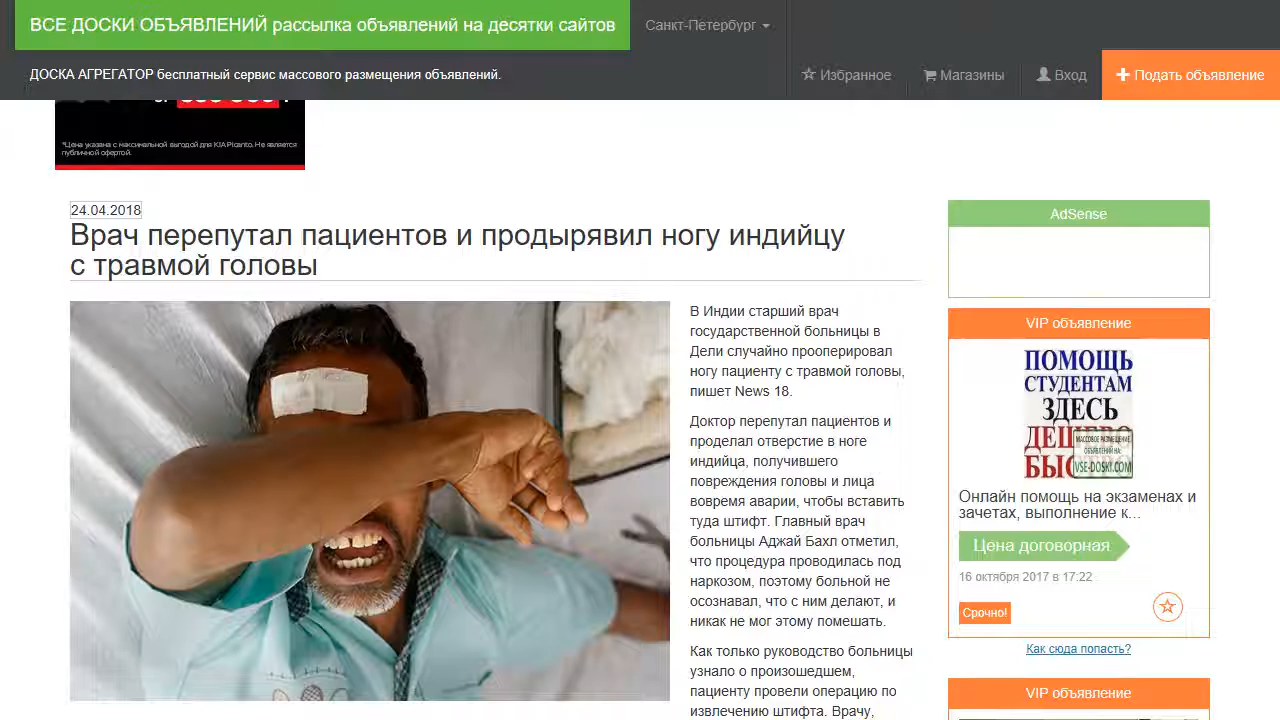 ВСЕ ДОСКИ ОБЪЯВЛЕНИЙ рассылка объявлений на десятки сайтов
Санкт-Петербург
ДОСКА АГРЕГАТОР бесплатный сервис массового размещения объявлений.
Избранное
Магазины
Вход
Подать объявление
*Цена указана с максимальной выгодой для KIA Picanto. Не является
публичной офертой.
24.04.2018
Врач перепутал пациентов и продырявил ногу индийцу
с травмой головы
В Индии старший врач
государственной больницы в
Дели случайно прооперировал
ногу пациенту с травмой головы,
пишет News 18.
Доктор перепутал пациентов и
проделал отверстие в ноге
индийца, получившего
повреждения головы и лица
вовремя аварии, чтобы вставить
туда штифт. Главный врач
больницы Аджай Бахл отметил,
что процедура проводилась под
наркозом, поэтому больной не
осознавал, что с ним делают, и
никак не мог этому помешать.
Как только руководство больницы
узнало о произошедшем,
пациенту провели операцию по
извлечению штифта. Врачу,
AdSense
VIP объявление
ПОМОЩЬ
СТУДЕНТАМ
ЗДЕСЬ
МАССОВОЕ РАЗМЕЩЕНИЕ
ОБЪЯВЛЕНИЙ НА:
VSE-DOSKI.COM
Онлайн помощь на экзаменах и
зачетах, выполнение к...
Цена договорная
16 октября 2017 в 17:22
Срочно!
Как сюда попасть?
VIP объявление